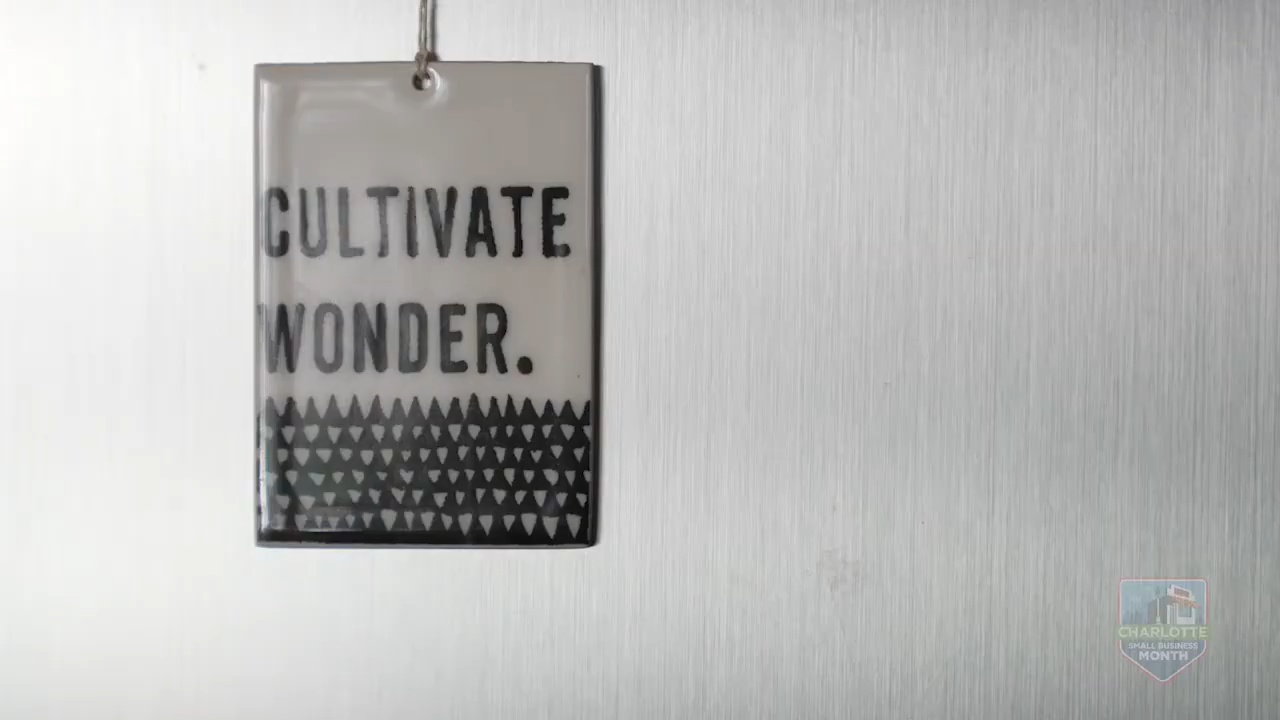 CULTIVATE
WONDER.
CHARLOTTE
SMALL BUSINESS
MONTH